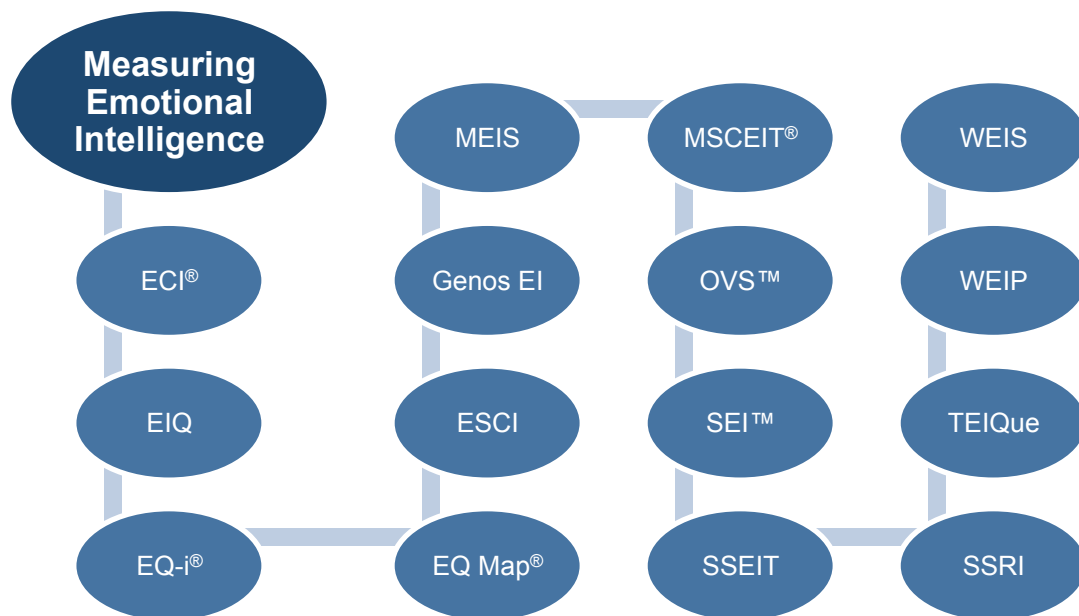 Measuring
Emotional
Intelligence
ECI®
EIQ
EQ-i®
EQ Map®
ESCI
Genos EI
MEIS
MSCEIT®
OVS™
SEI™
SSEIT
SSRI
TEIQue
WEIP
WEIS